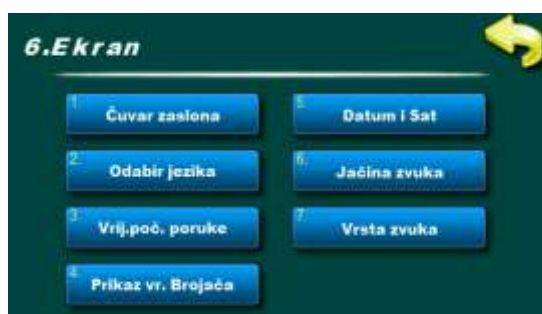 6.Ekran
1.
Čuvar zaslona
2.
Odabir jezika
3.
Vrij.poč. poruke
4.
Prikaz vr. Brojača
5.
Datum i Sat
6.
Jačina zvuka
7.
Vrsta zvuka